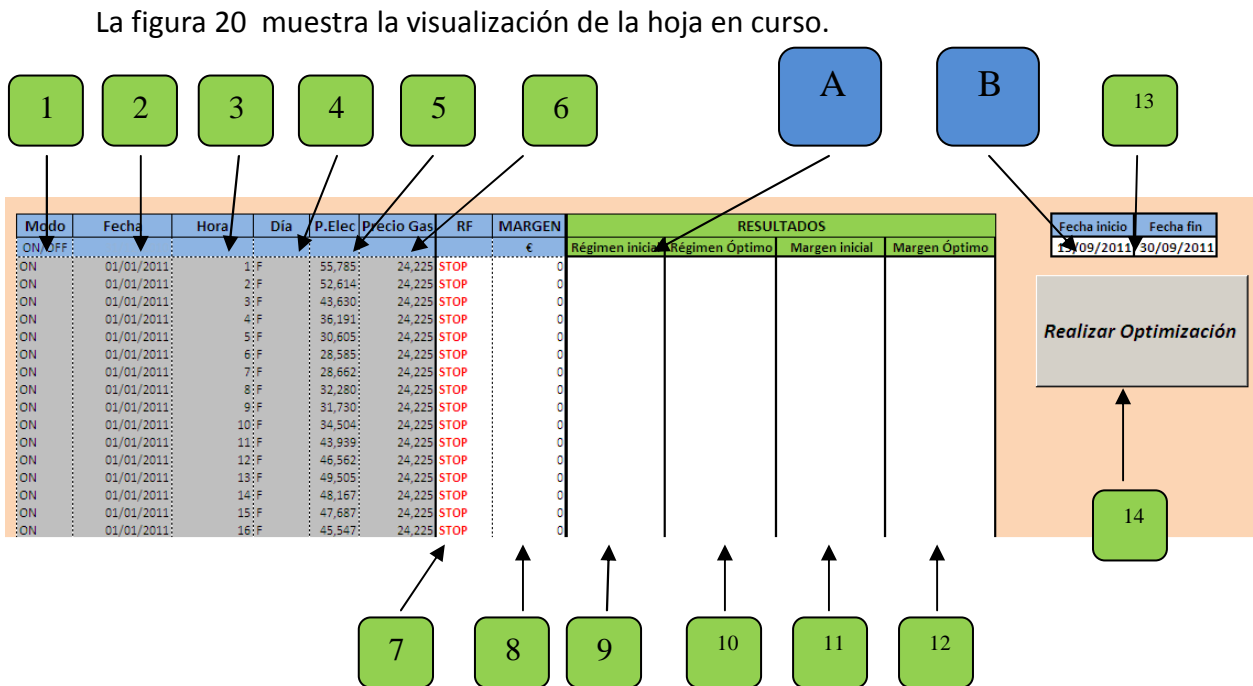 La figura 20 muestra la visualización de la hoja en curso.
1 2 3 4 5 6 A B 13
Modo Fecha Hora Día P.Elec Precio Gas RF MARGEN RESULTADOS Fecha inicio Fecha fin
ON/OFF € Régimen inicial Régimen Óptimo Margen inicial Margen Óptimo 15/09/2011 30/09/2011
ON 01/01/2011 1 F 55,785 24,225 STOP 0
ON 01/01/2011 2 F 52,614 24,225 STOP 0
ON 01/01/2011 3 F 43,630 24,225 STOP 0
ON 01/01/2011 4 F 36,191 24,225 STOP 0
ON 01/01/2011 5 F 30,605 24,225 STOP 0
ON 01/01/2011 6 F 28,585 24,225 STOP 0
ON 01/01/2011 7 F 28,662 24,225 STOP 0
ON 01/01/2011 8 F 32,280 24,225 STOP 0
ON 01/01/2011 9 F 31,730 24,225 STOP 0
ON 01/01/2011 10 F 34,504 24,225 STOP 0
ON 01/01/2011 11 F 43,939 24,225 STOP 0
ON 01/01/2011 12 F 46,562 24,225 STOP 0
ON 01/01/2011 13 F 49,505 24,225 STOP 0
ON 01/01/2011 14 F 48,167 24,225 STOP 0
ON 01/01/2011 15 F 47,687 24,225 STOP 0
ON 01/01/2011 16 F 45,547 24,225 STOP 0
Realizar Optimización
14
7 8 9 10 11 12